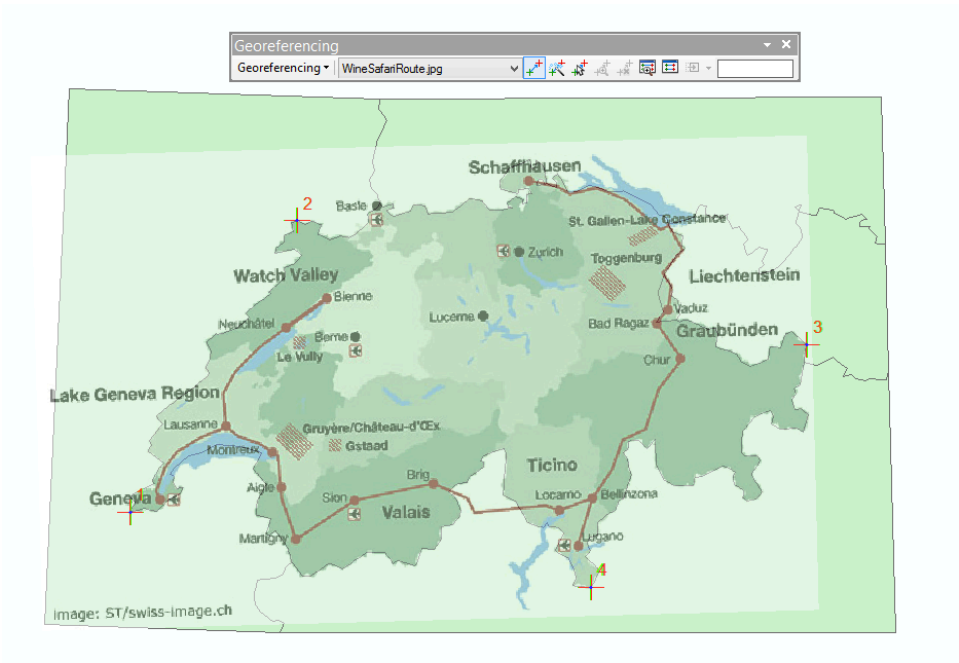 Georeferencing
Georeferencing WineSafariRoute.jpg
Schaffhausen
2
Basle
St. Gallen-Lake Constance
Zurich
Toggenburg
Watch Valley
Liechtenstein
Bienne
Vaduz
Lucerne
Neuchâtel
Bad Ragaz
Graubünden
3
Berne
Le Vully
Chur
Lake Geneva Region
Lausanne
Gruyère/Château-d'Œx
Gstaad
Montreux
Ticino
Brig
Aigle
Geneva
1
Sion
Locarno
Bellinzona
Valais
Martigny
Lugano
4
image: ST/swiss-image.ch